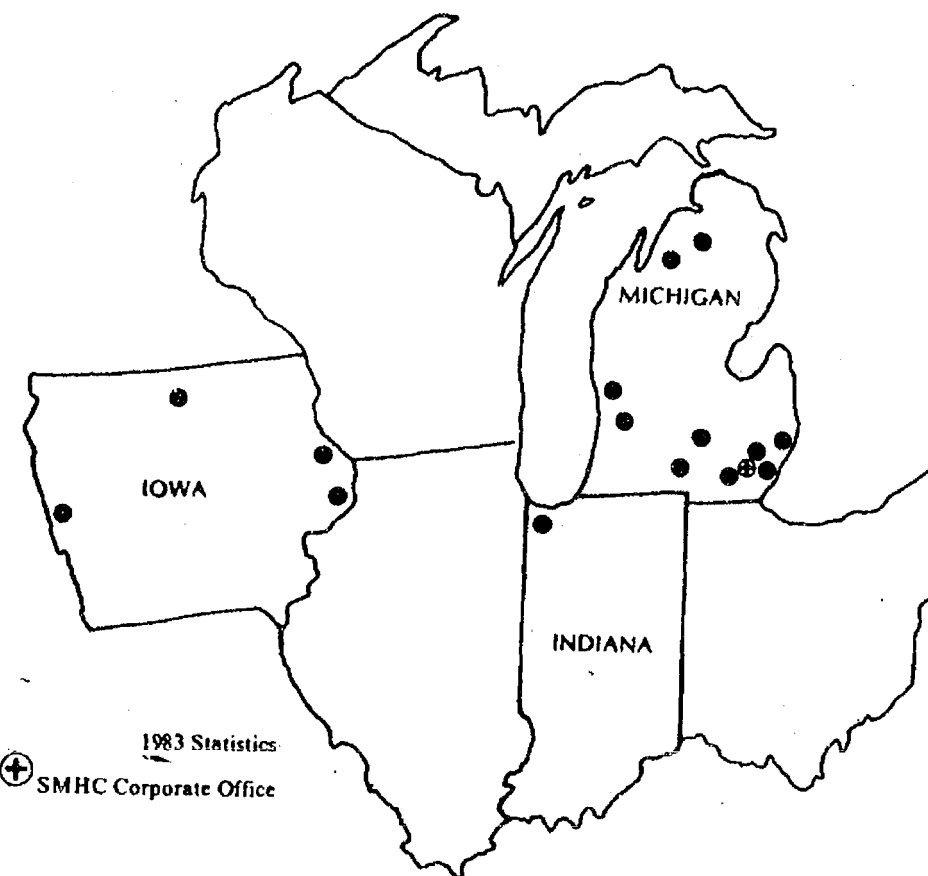 MICHIGAN
IOWA
INDIANA
1983 Statistics
SMHC Corporate Office